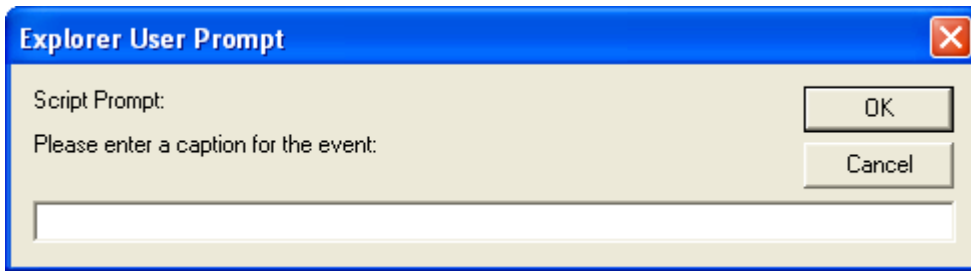 Explorer User Prompt
Script Prompt:
OK
Please enter a caption for the event:
Cancel